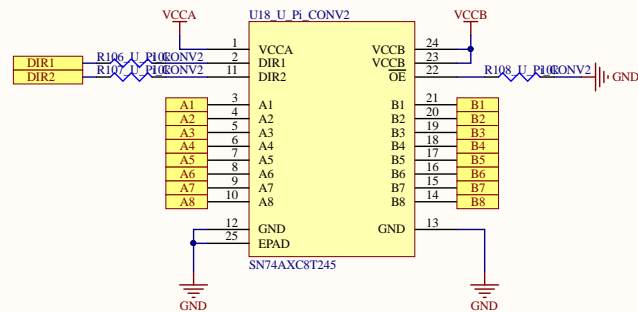 U18_U_Pi_CONV2
VCCA
VCCB
DIR1
DIR2
R106_U_Pi_CONV2
R107_U_Pi_CONV2
R108_U_Pi_CONV2
GND
1 VCCA VCCB 24
2 DIR1 VCCB 23
11 DIR2 OE 22
A1 3 A1 B1 21 B1
A2 4 A2 B2 20 B2
A3 5 A3 B3 19 B3
A4 6 A4 B4 18 B4
A5 7 A5 B5 17 B5
A6 8 A6 B6 16 B6
A7 9 A7 B7 15 B7
A8 10 A8 B8 14 B8
12 GND GND 13
25 EPAD
SN74AXC8T245
GND
GND